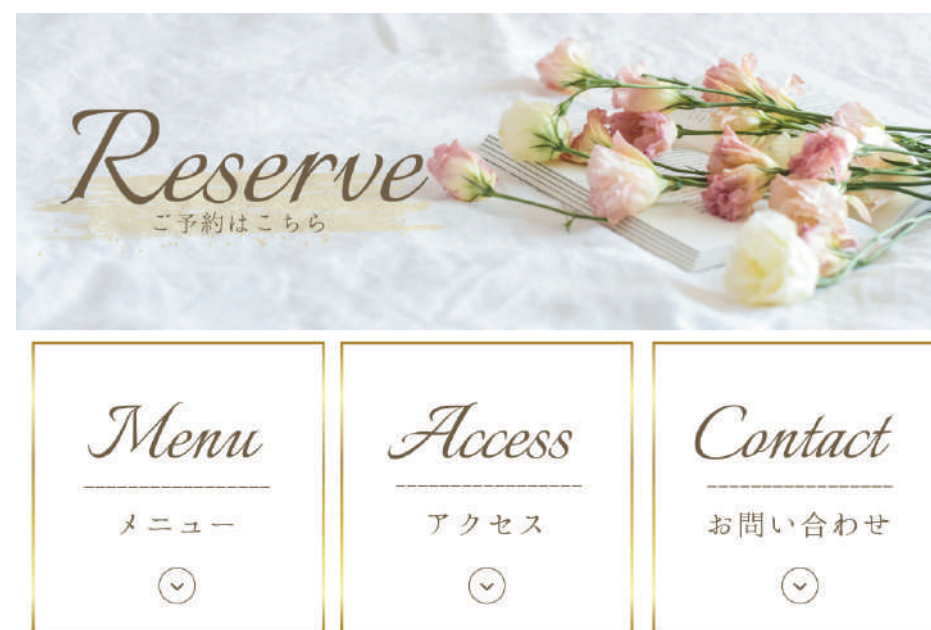 Reserve
ご予約はこちら
Menu
メニュー
Access
アクセス
Contact
お問い合わせ